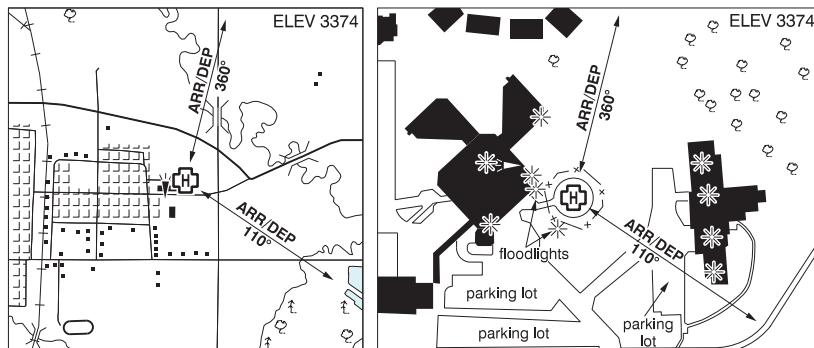 ELEV 3374
ARR/DEP
360°
H
ARR/DEP
110°
ELEV 3374
ARR/DEP
360°
H
ARR/DEP
110°
floodlights
parking lot
parking lot
parking
lot